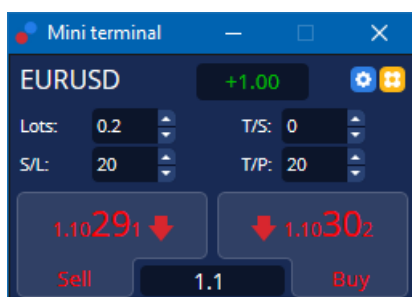 Mini terminal
EURUSD +1.00
Lots: 0.2 T/S: 0
S/L: 20 T/P: 20
1.10291 1.10302
Sell 1.1 Buy